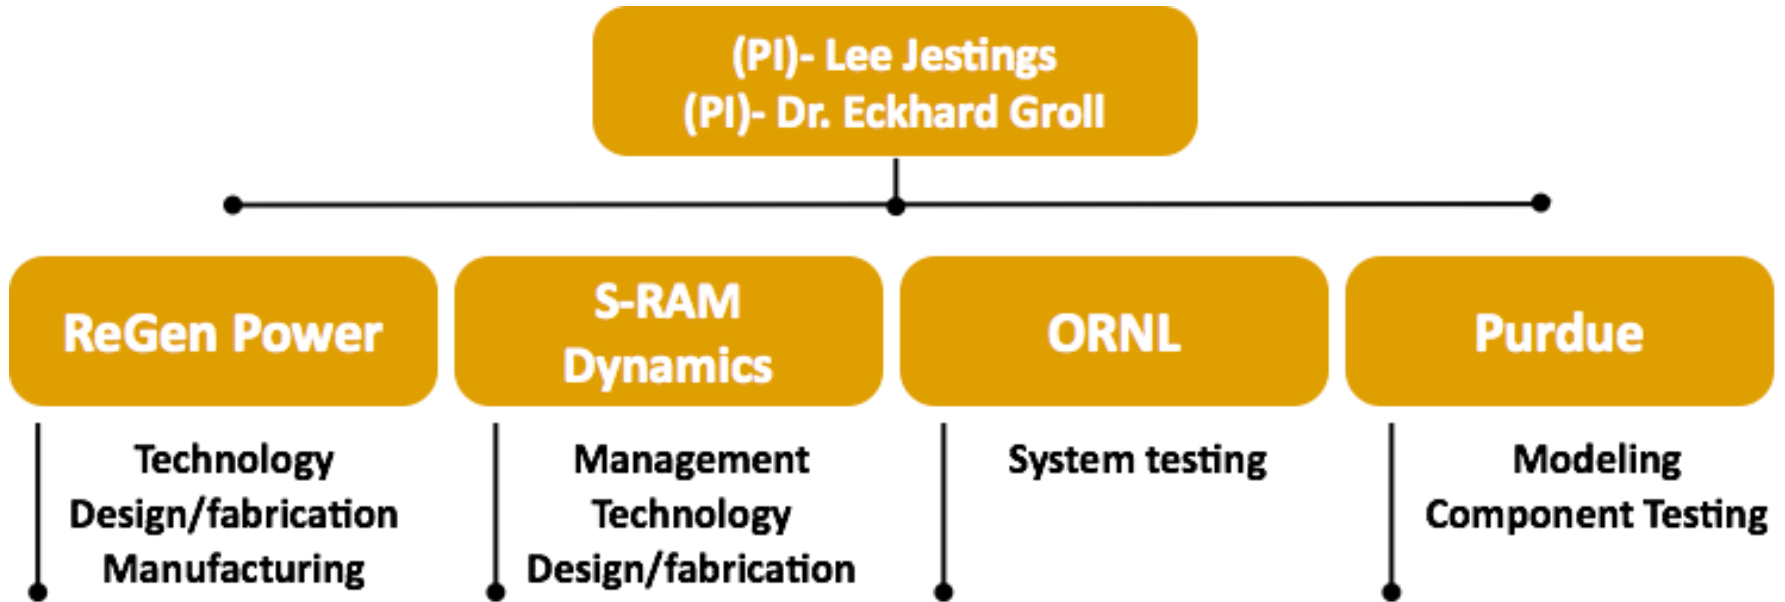 (PI)- Lee Jestings
(PI)- Dr. Eckhard Groll
ReGen Power
S-RAM
Dynamics
ORNL
Purdue
Technology
Design/fabrication
Manufacturing
Management
Technology
Design/fabrication
System testing
Modeling
Component Testing